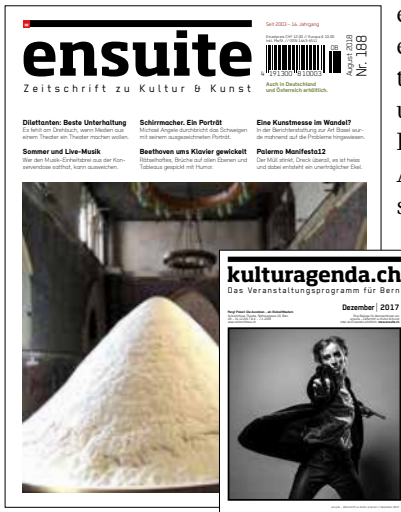 Seit 2003 – 16. Jahrgang
ensuite
Zeitschrift zu Kultur & Kunst
08
4 191300 810003
August 2018
Nr. 188
Auch in Deutschland
und Österreich erhältlich.
Dilettanten: Beste Unterhaltung
Es fehlt am Drehbuch, wenn Medien aus
einem Theater ein Theater machen wollen.
Sommer und Live-Musik
Wer den Musik-Einheitsbrei aus der Kon-
servendose satthat, kann ausweichen.
Schirrmacher. Ein Porträt
Michael Angele durchbricht das Schweigen
mit seinem ausgezeichneten Porträt.
Beethoven ums Klavier gewickelt
Rätselhaftes, Brüche auf allen Ebenen und
Tableaus gespickt mit Humor.
Eine Kunstmesse im Wandel?
In der Berichterstattung zur Art Basel wur-
de mahnend auf die Probleme hingewiesen.
Palermo Manifesta12
Der Müll stinkt, Dreck überall, es ist heiss
und dabei entsteht ein unerträglicher Ekel.
kulturagenda.ch
Das Veranstaltungsprogramm für Bern
Dezember | 2017